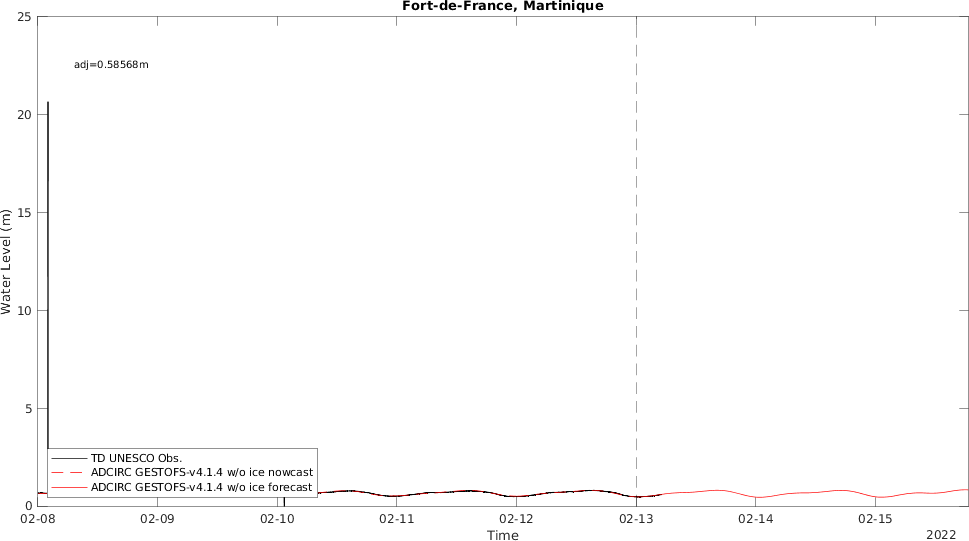 Fort-de-France, Martinique
25
adj=0.58568m
20
15
Water Level (m)
10
5
TD UNESCO Obs.
ADCIRC GESTOFS-v4.1.4 w/o ice nowcast
ADCIRC GESTOFS-v4.1.4 w/o ice forecast
0
02-08 02-09 02-10 02-11 02-12 02-13 02-14 02-15
Time
2022